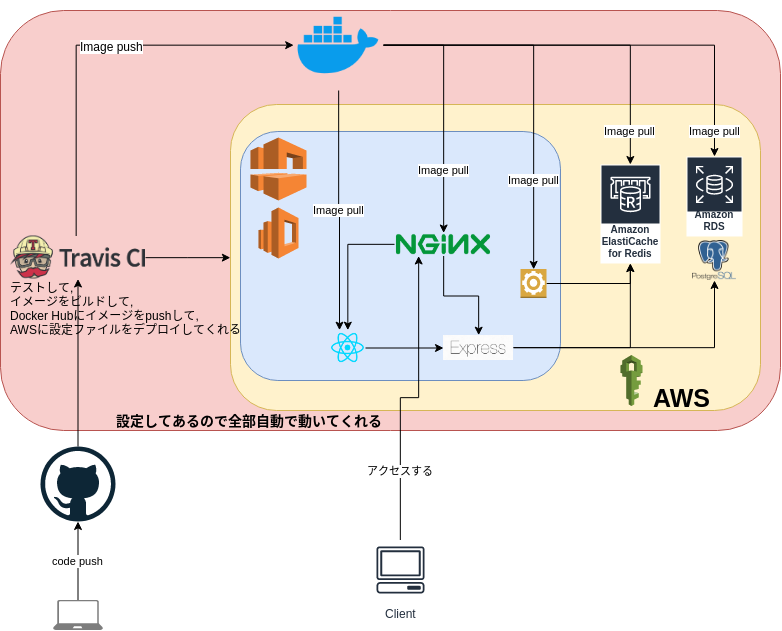 Image push
Image pull
Image pull
Image pull
Image pull
Image pull
Amazon
ElastiCache
for Redis
Amazon
RDS
PostgreSQL
NGINX
Travis CI
テストして,
イメージをビルドして,
Docker Hubにイメージをpushして,
AWSに設定ファイルをデプロイしてくれる
Express
AWS
設定してあるので全部自動で動いてくれる
アクセスする
code push
Client